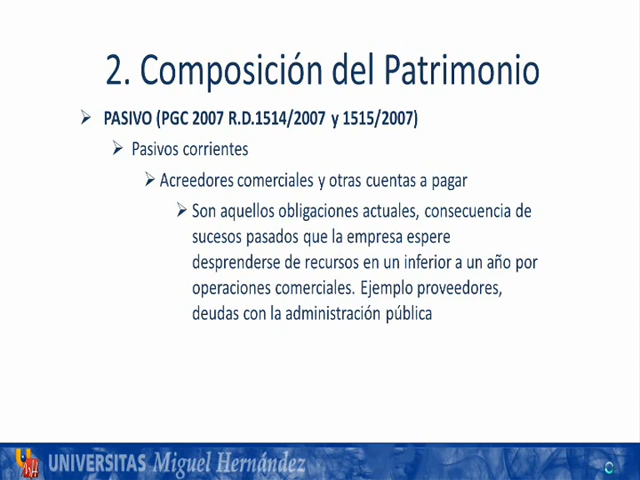 2. Composición del Patrimonio
PASIVO (PGC 2007 R.D.1514/2007 y 1515/2007)
Pasivos corrientes
Acreedores comerciales y otras cuentas a pagar
Son aquellos obligaciones actuales, consecuencia de
sucesos pasados que la empresa espere
desprenderse de recursos en un inferior a un año por
operaciones comerciales. Ejemplo proveedores,
deudas con la administración pública
UNIVERSITAS Miguel Hernández